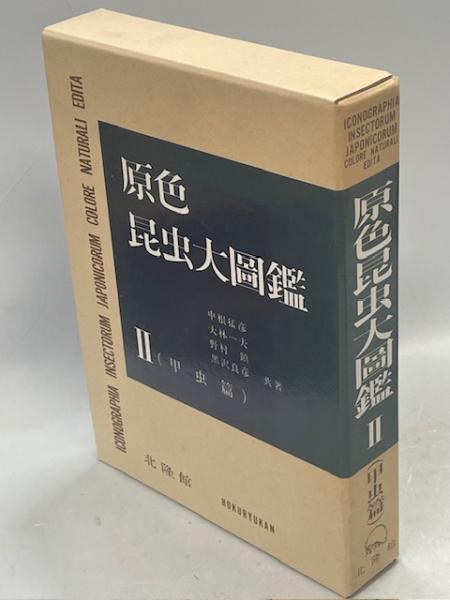 ICONOGRAPHIA INSECTORUM JAPONICORUM COLORE NATURALI EDITA
原色
昆虫大圖鑑
II(甲虫篇)
中根猛彦
大林一夫
野村鎮
黒沢良彦
共著
北隆館
HOKURYUKAN
ICONOGRAPHIA
INSECTORUM
JAPONICORUM
COLORE NATURALI
EDITA
原色昆虫大圖鑑 II
(甲虫篇)
北隆館